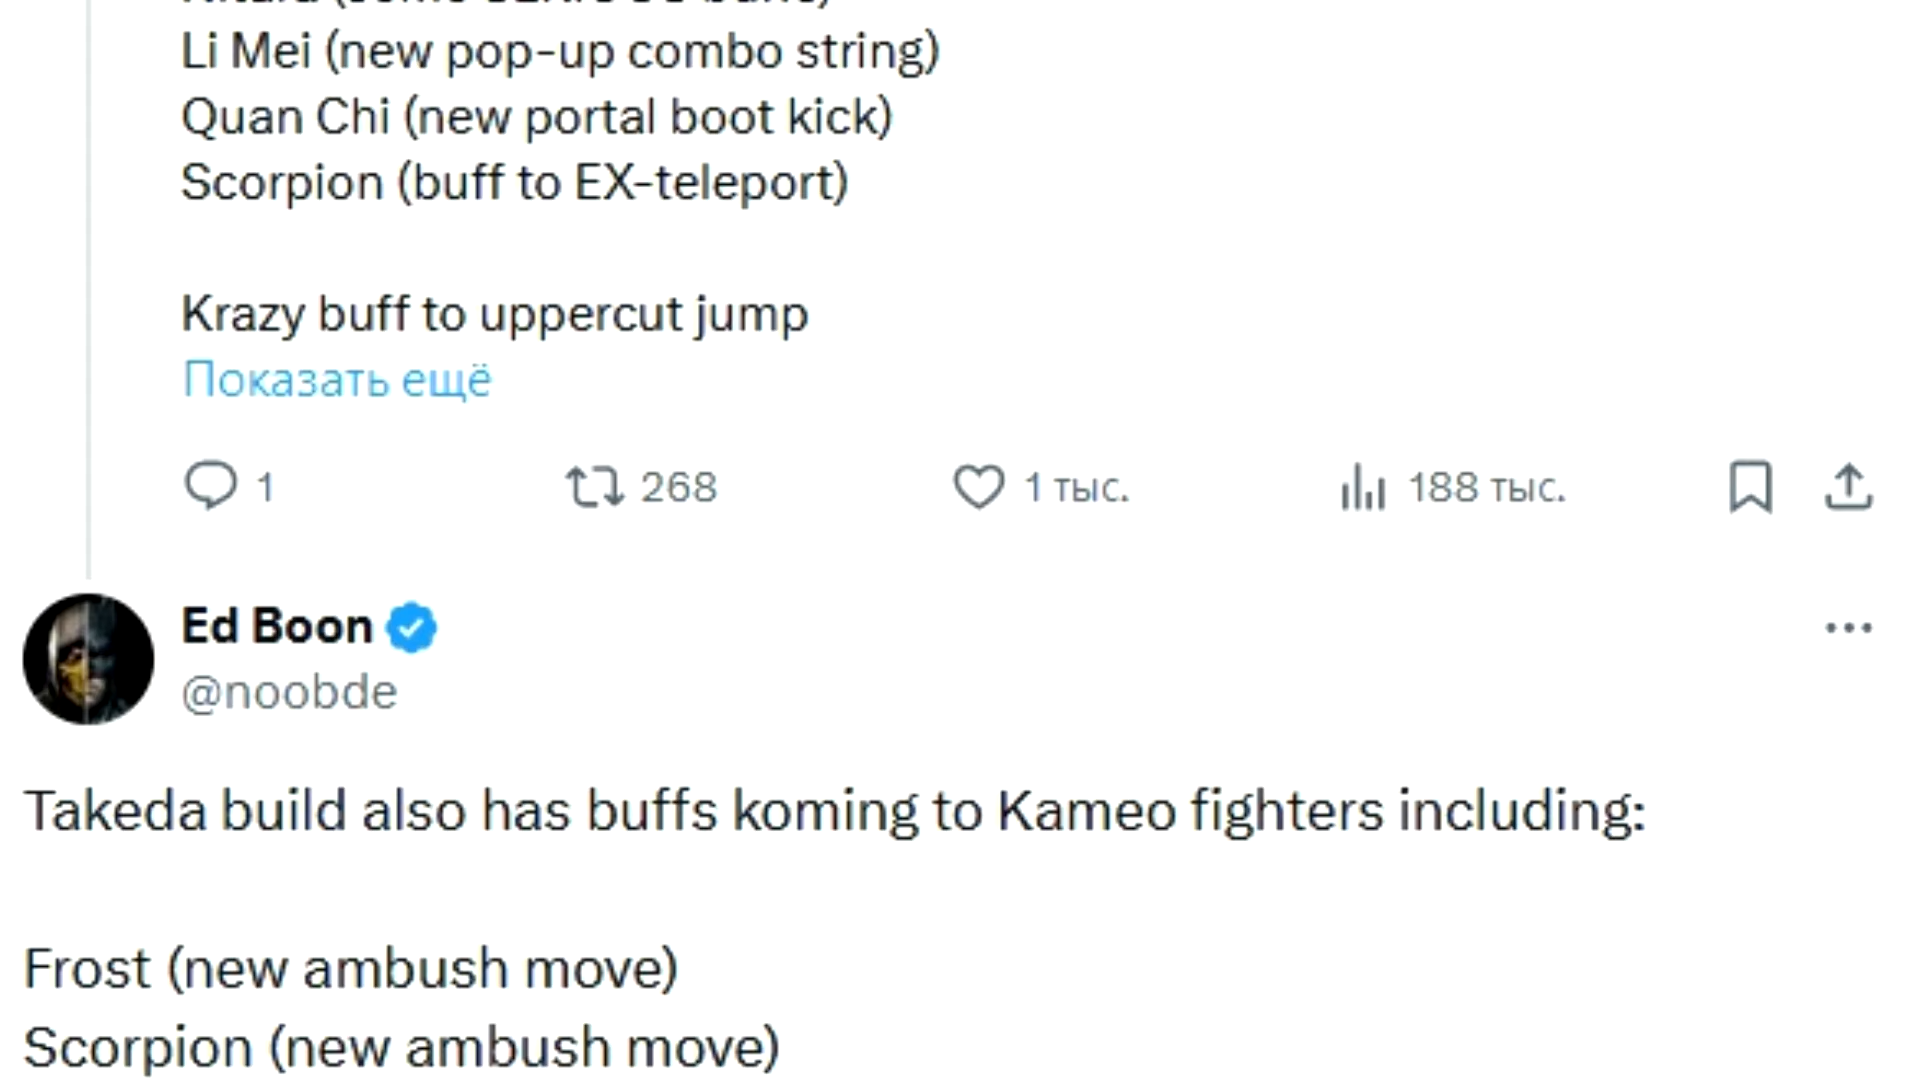 Li Mei (new pop-up combo string)
Quan Chi (new portal boot kick)
Scorpion (buff to EX-teleport)
Krazy buff to uppercut jump
Показать ещё
1 268 1 тыс. 188 тыс.
Ed Boon
@noobde
Takeda build also has buffs koming to Kameo fighters including:
Frost (new ambush move)
Scorpion (new ambush move)